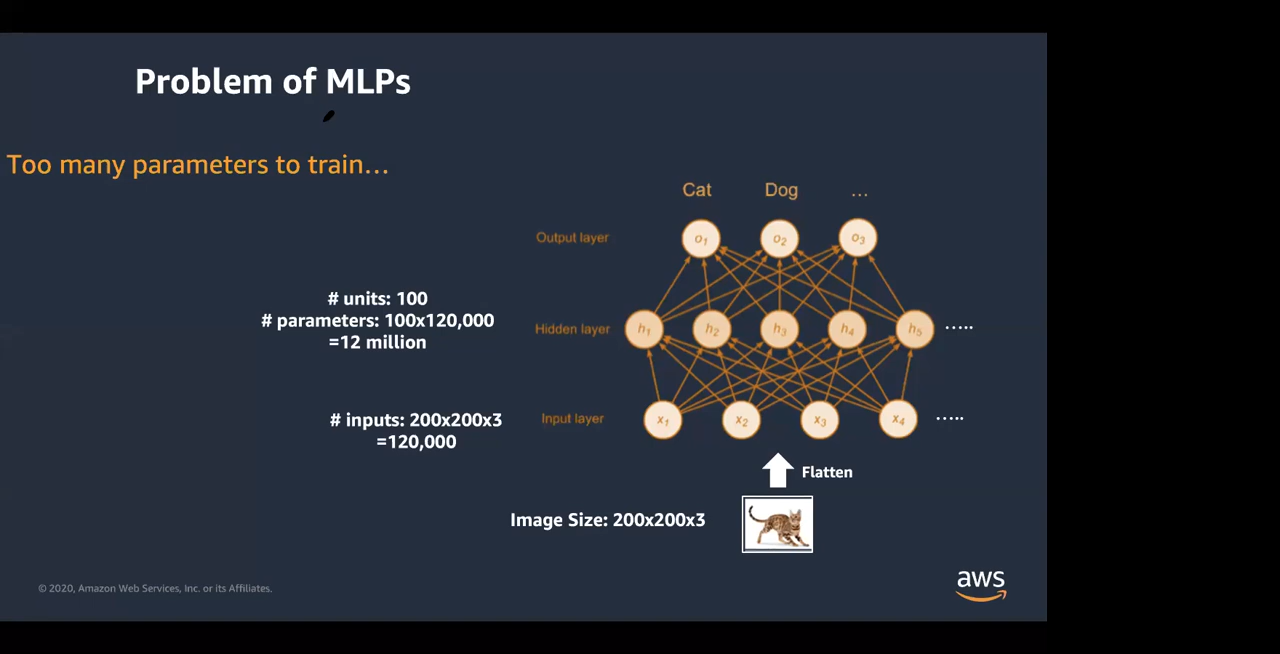 Problem of MLPs
Too many parameters to train...
Cat Dog ...
Output layer
o1 o2 o3
# units: 100
# parameters: 100x120,000
=12 million
Hidden layer
h1 h2 h3 h4 h5 .....
# inputs: 200x200x3
=120,000
Input layer
x1 x2 x3 x4 .....
Flatten
Image Size: 200x200x3
© 2020, Amazon Web Services, Inc. or its Affiliates.
aws